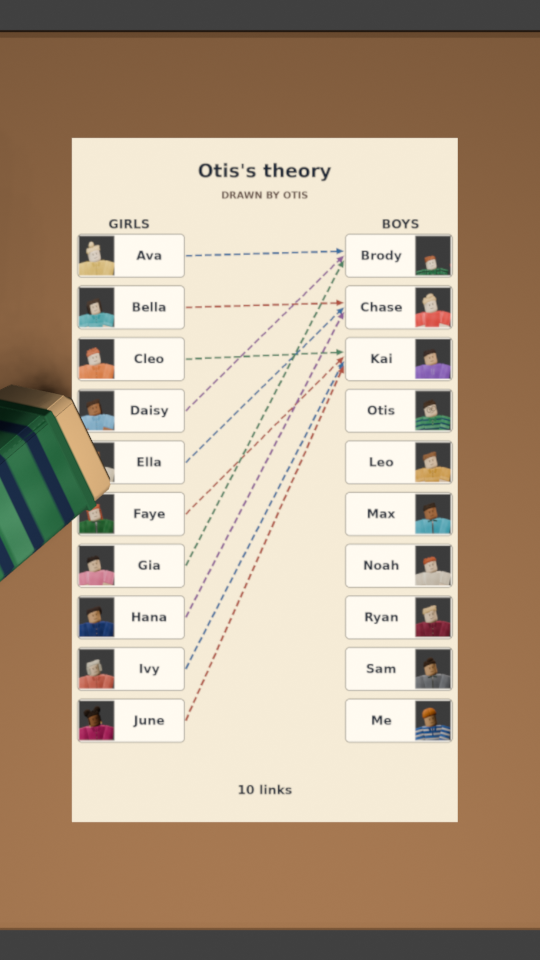 Otis's theory
DRAWN BY OTIS
GIRLS BOYS
Ava Brody
Bella Chase
Cleo Kai
Daisy Otis
Ella Leo
Faye Max
Gia Noah
Hana Ryan
Ivy Sam
June Me
10 links